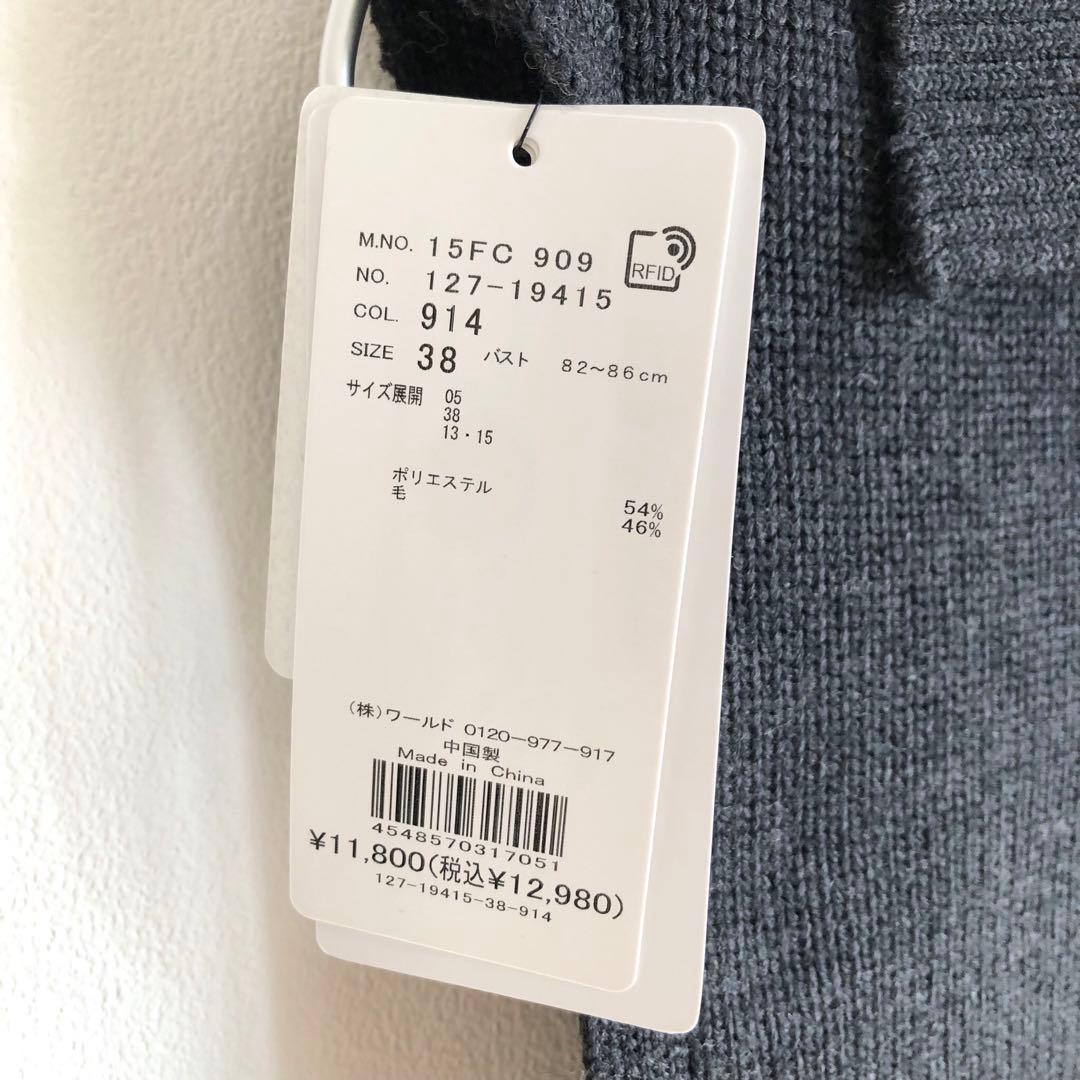 M.NO. 15FC 909
RFID
NO. 127-19415
COL. 914
SIZE 38 バスト 82～86cm
サイズ展開 05
38
13・15
ポリエステル 54%
毛 46%
(株)ワールド 0120-977-917
中国製
Made in China
4548570317051
¥11,800(税込¥12,980)
127-19415-38-914